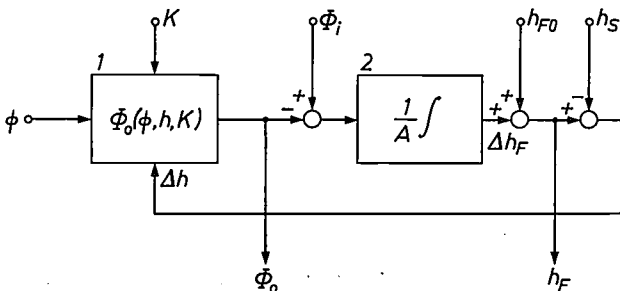 K
Φi
hF0
hS
1
2
ϕ
Φo(ϕ,h,K)
- +
1/A ∫
+ +
+ -
ΔhF
Δh
Φo
hF